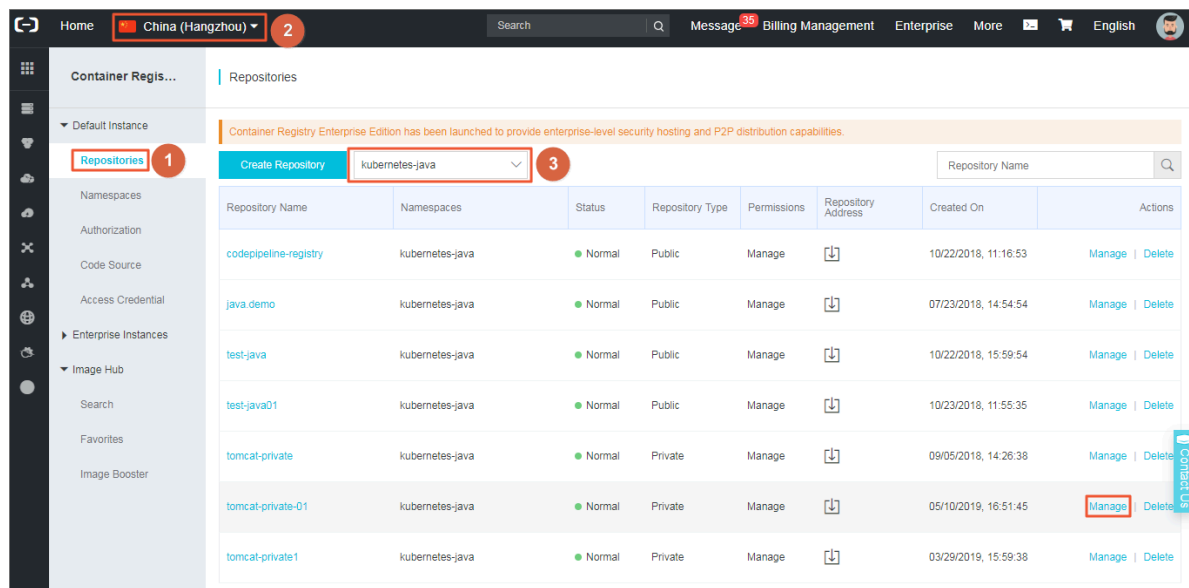 Home China (Hangzhou) 2 Search Message 35 Billing Management Enterprise More English
Container Regis... Repositories
Default Instance
Container Registry Enterprise Edition has been launched to provide enterprise-level security hosting and P2P distribution capabilities.
Repositories 1 Create Repository kubernetes-java 3 Repository Name
Namespaces
Authorization
Code Source
Access Credential
Enterprise Instances
Image Hub
Search
Favorites
Image Booster
Repository Name Namespaces Status Repository Type Permissions Repository Address Created On Actions
codepipeline-registry kubernetes-java Normal Public Manage 10/22/2018, 11:16:53 Manage | Delete
java.demo kubernetes-java Normal Public Manage 07/23/2018, 14:54:54 Manage | Delete
test-java kubernetes-java Normal Public Manage 10/22/2018, 15:59:54 Manage | Delete
test-java01 kubernetes-java Normal Public Manage 10/23/2018, 11:55:35 Manage | Delete
tomcat-private kubernetes-java Normal Private Manage 09/05/2018, 14:26:38 Manage | Delete
tomcat-private-01 kubernetes-java Normal Private Manage 05/10/2019, 16:51:45 Manage | Delete
tomcat-private1 kubernetes-java Normal Private Manage 03/29/2019, 15:59:38 Manage | Delete
Contact Us